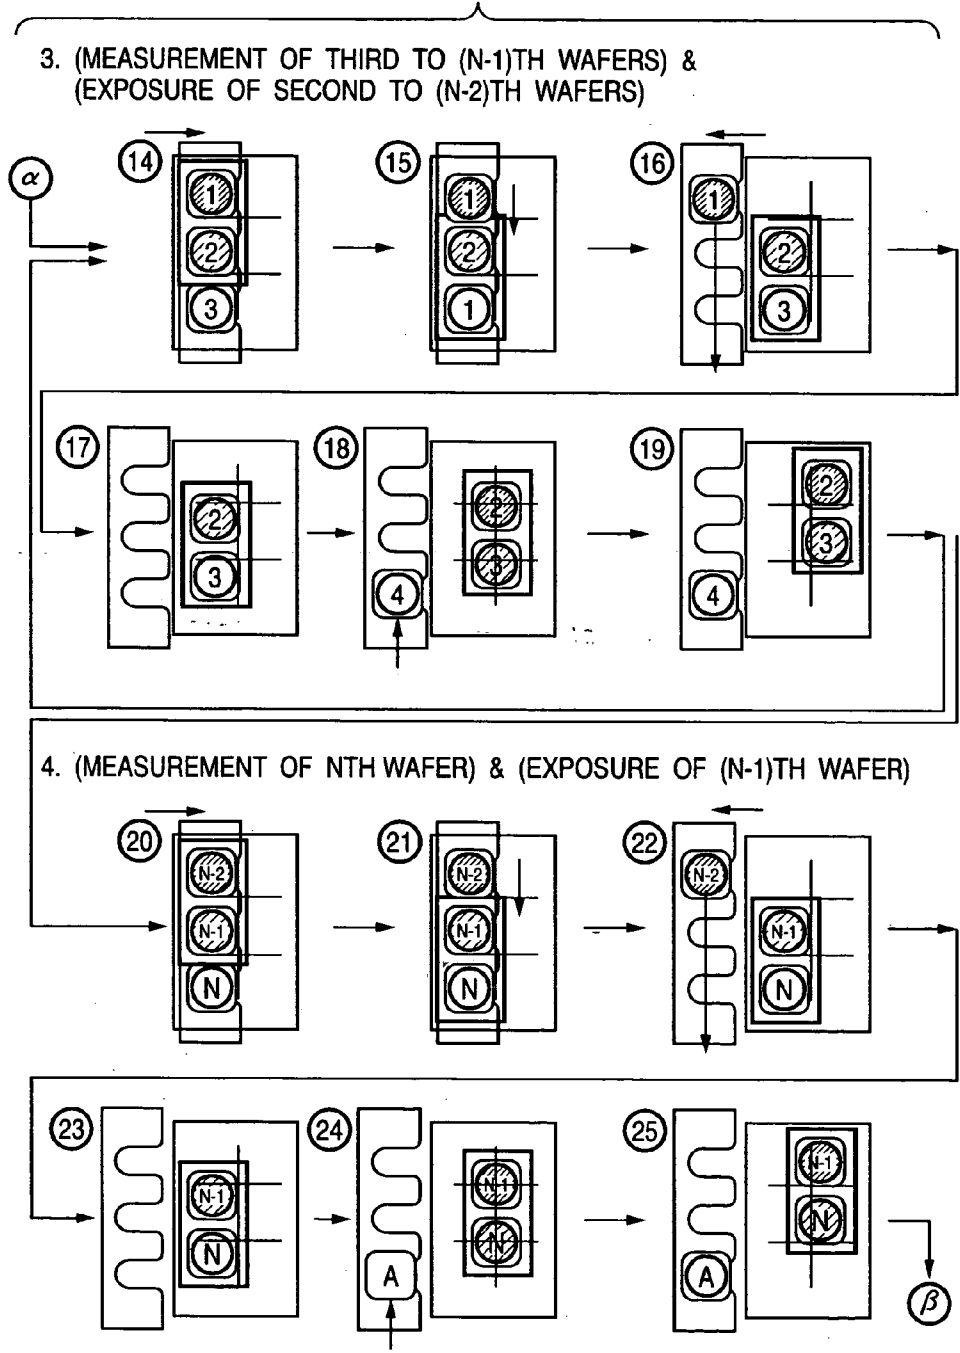 3. (MEASUREMENT OF THIRD TO (N-1)TH WAFERS) &
(EXPOSURE OF SECOND TO (N-2)TH WAFERS)
α
14
1
2
3
15
1
2
1
16
1
2
3
17
2
3
18
2
3
4
19
2
3
4
4. (MEASUREMENT OF NTH WAFER) & (EXPOSURE OF (N-1)TH WAFER)
20
N-2
N-1
N
21
N-2
N-1
N
22
N-2
N-1
N
23
N-1
N
24
N-1
N
A
25
N-1
N
A
β